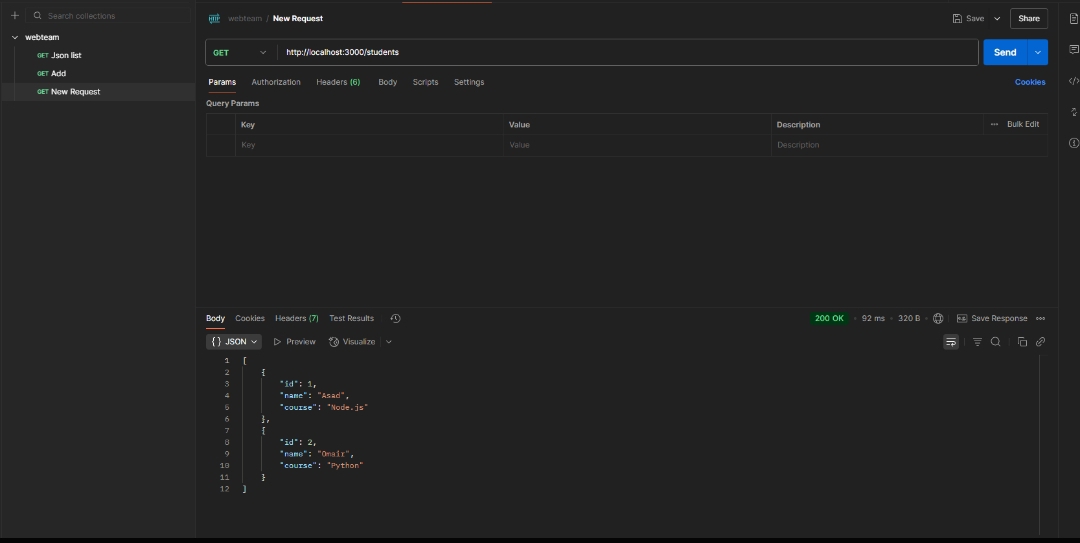 Search collections
webteam / New Request
Save
Share
webteam
GET Json list
GET Add
GET New Request
GET
http://localhost:3000/students
Send
Params Authorization Headers (6) Body Scripts Settings
Cookies
Query Params
Key Value Description Bulk Edit
Key Value Description
Body Cookies Headers (7) Test Results
200 OK 92 ms 320 B Save Response
{} JSON Preview Visualize
1 [
2 {
3 "id": 1,
4 "name": "Asad",
5 "course": "Node.js"
6 },
7 {
8 "id": 2,
9 "name": "Omair",
10 "course": "Python"
11 }
12 ]